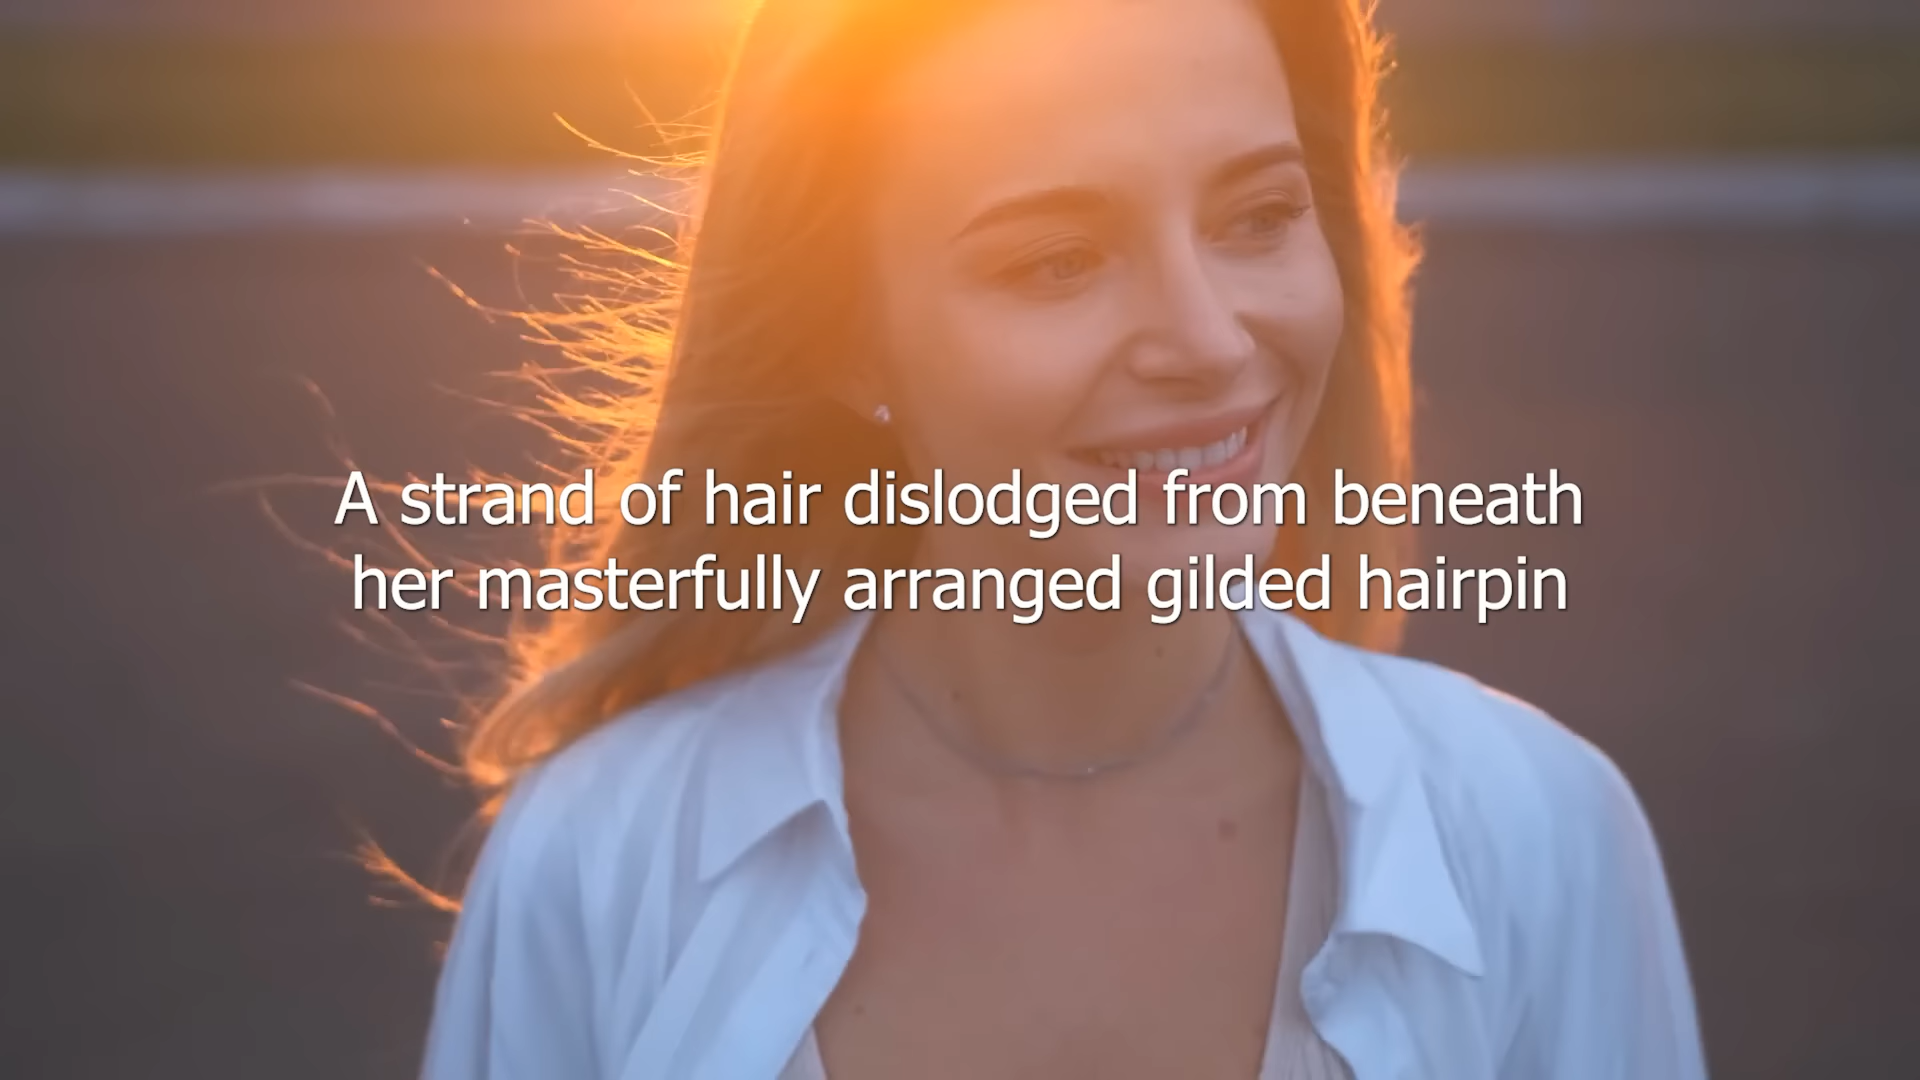 A strand of hair dislodged from beneath
her masterfully arranged gilded hairpin